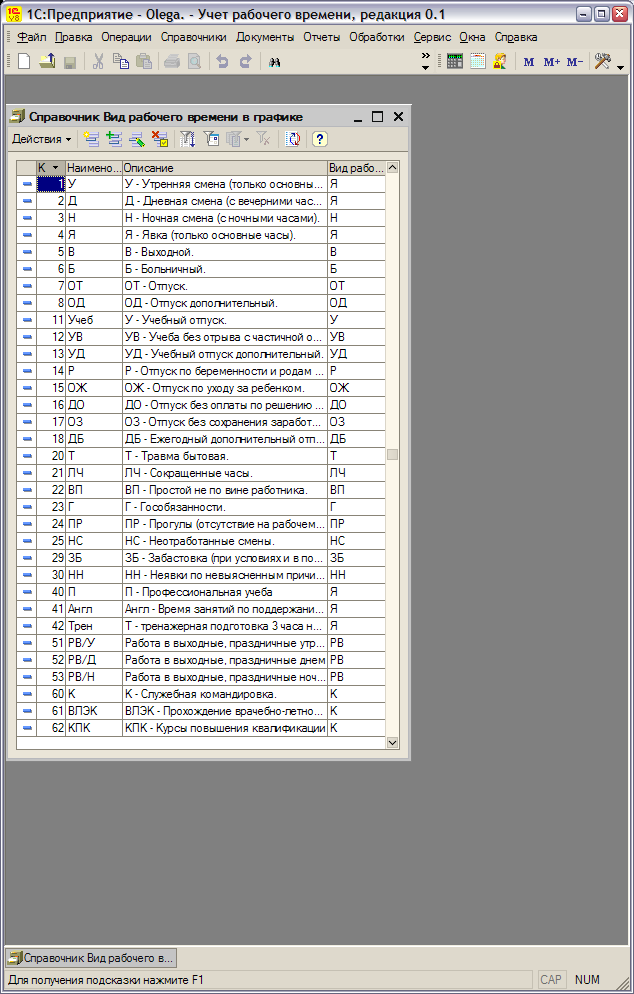 1С:Предприятие - Olega. - Учет рабочего времени, редакция 0.1
Файл Правка Операции Справочники Документы Отчеты Обработки Сервис Окна Справка
M M+ M-
Справочник Вид рабочего времени в графике
Действия
К Наимено... Описание Вид рабо...
1 У У - Утренняя смена (только основны... Я
2 Д Д - Дневная смена (с вечерними час... Я
3 Н Н - Ночная смена (с ночными часами). Н
4 Я Я - Явка (только основные часы). Я
5 В В - Выходной. В
6 Б Б - Больничный. Б
7 ОТ ОТ - Отпуск. ОТ
8 ОД ОД - Отпуск дополнительный. ОД
11 Учеб У - Учебный отпуск. У
12 УВ УВ - Учеба без отрыва с частичной о... УВ
13 УД УД - Учебный отпуск дополнительный. УД
14 Р Р - Отпуск по беременности и родам ... Р
15 ОЖ ОЖ - Отпуск по уходу за ребенком. ОЖ
16 ДО ДО - Отпуск без оплаты по решению ... ДО
17 ОЗ ОЗ - Отпуск без сохранения заработ... ОЗ
18 ДБ ДБ - Ежегодный дополнительный отп... ДБ
20 Т Т - Травма бытовая. Т
21 ЛЧ ЛЧ - Сокращенные часы. ЛЧ
22 ВП ВП - Простой не по вине работника. ВП
23 Г Г - Гособязанности. Г
24 ПР ПР - Прогулы (отсутствие на рабочем... ПР
25 НС НС - Неотработанные смены. НС
29 ЗБ ЗБ - Забастовка (при условиях и в по... ЗБ
30 НН НН - Неявки по невыясненным причи... НН
40 П П - Профессиональная учеба Я
41 Англ Англ - Время занятий по поддержани... Я
42 Трен Т - тренажерная подготовка 3 часа н... Я
51 РВ/У Работа в выходные, праздничные утр... РВ
52 РВ/Д Работа в выходные, праздничные днем РВ
53 РВ/Н Работа в выходные, праздничные ноч... РВ
60 К К - Служебная командировка. К
61 ВЛЭК ВЛЭК - Прохождение врачебно-летно... К
62 КПК КПК - Курсы повышения квалификации К
Справочник Вид рабочего в...
Для получения подсказки нажмите F1 CAP NUM